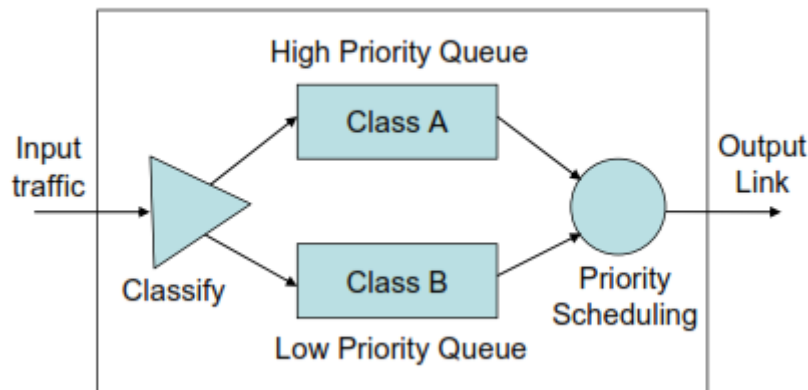 High Priority Queue
Class A
Input
traffic
Output
Link
Classify
Class B
Priority
Scheduling
Low Priority Queue